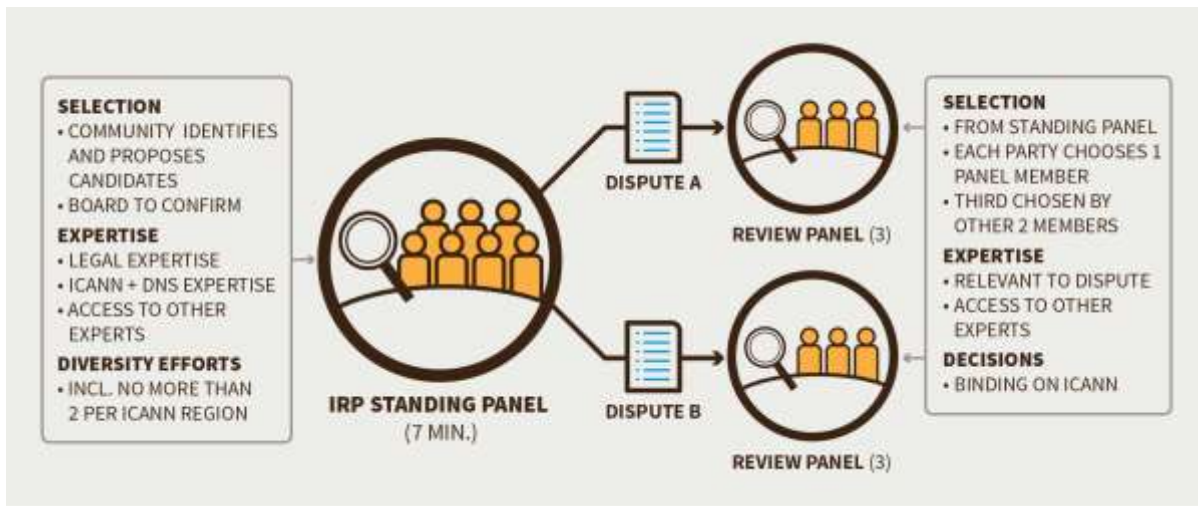 SELECTION
• COMMUNITY IDENTIFIES
AND PROPOSES
CANDIDATES
• BOARD TO CONFIRM
EXPERTISE
• LEGAL EXPERTISE
• ICANN + DNS EXPERTISE
• ACCESS TO OTHER
EXPERTS
DIVERSITY EFFORTS
• INCL. NO MORE THAN
2 PER ICANN REGION
IRP STANDING PANEL
(7 MIN.)
DISPUTE A
DISPUTE B
REVIEW PANEL (3)
REVIEW PANEL (3)
SELECTION
• FROM STANDING PANEL
• EACH PARTY CHOOSES 1
PANEL MEMBER
• THIRD CHOSEN BY
OTHER 2 MEMBERS
EXPERTISE
• RELEVANT TO DISPUTE
• ACCESS TO OTHER
EXPERTS
DECISIONS
• BINDING ON ICANN